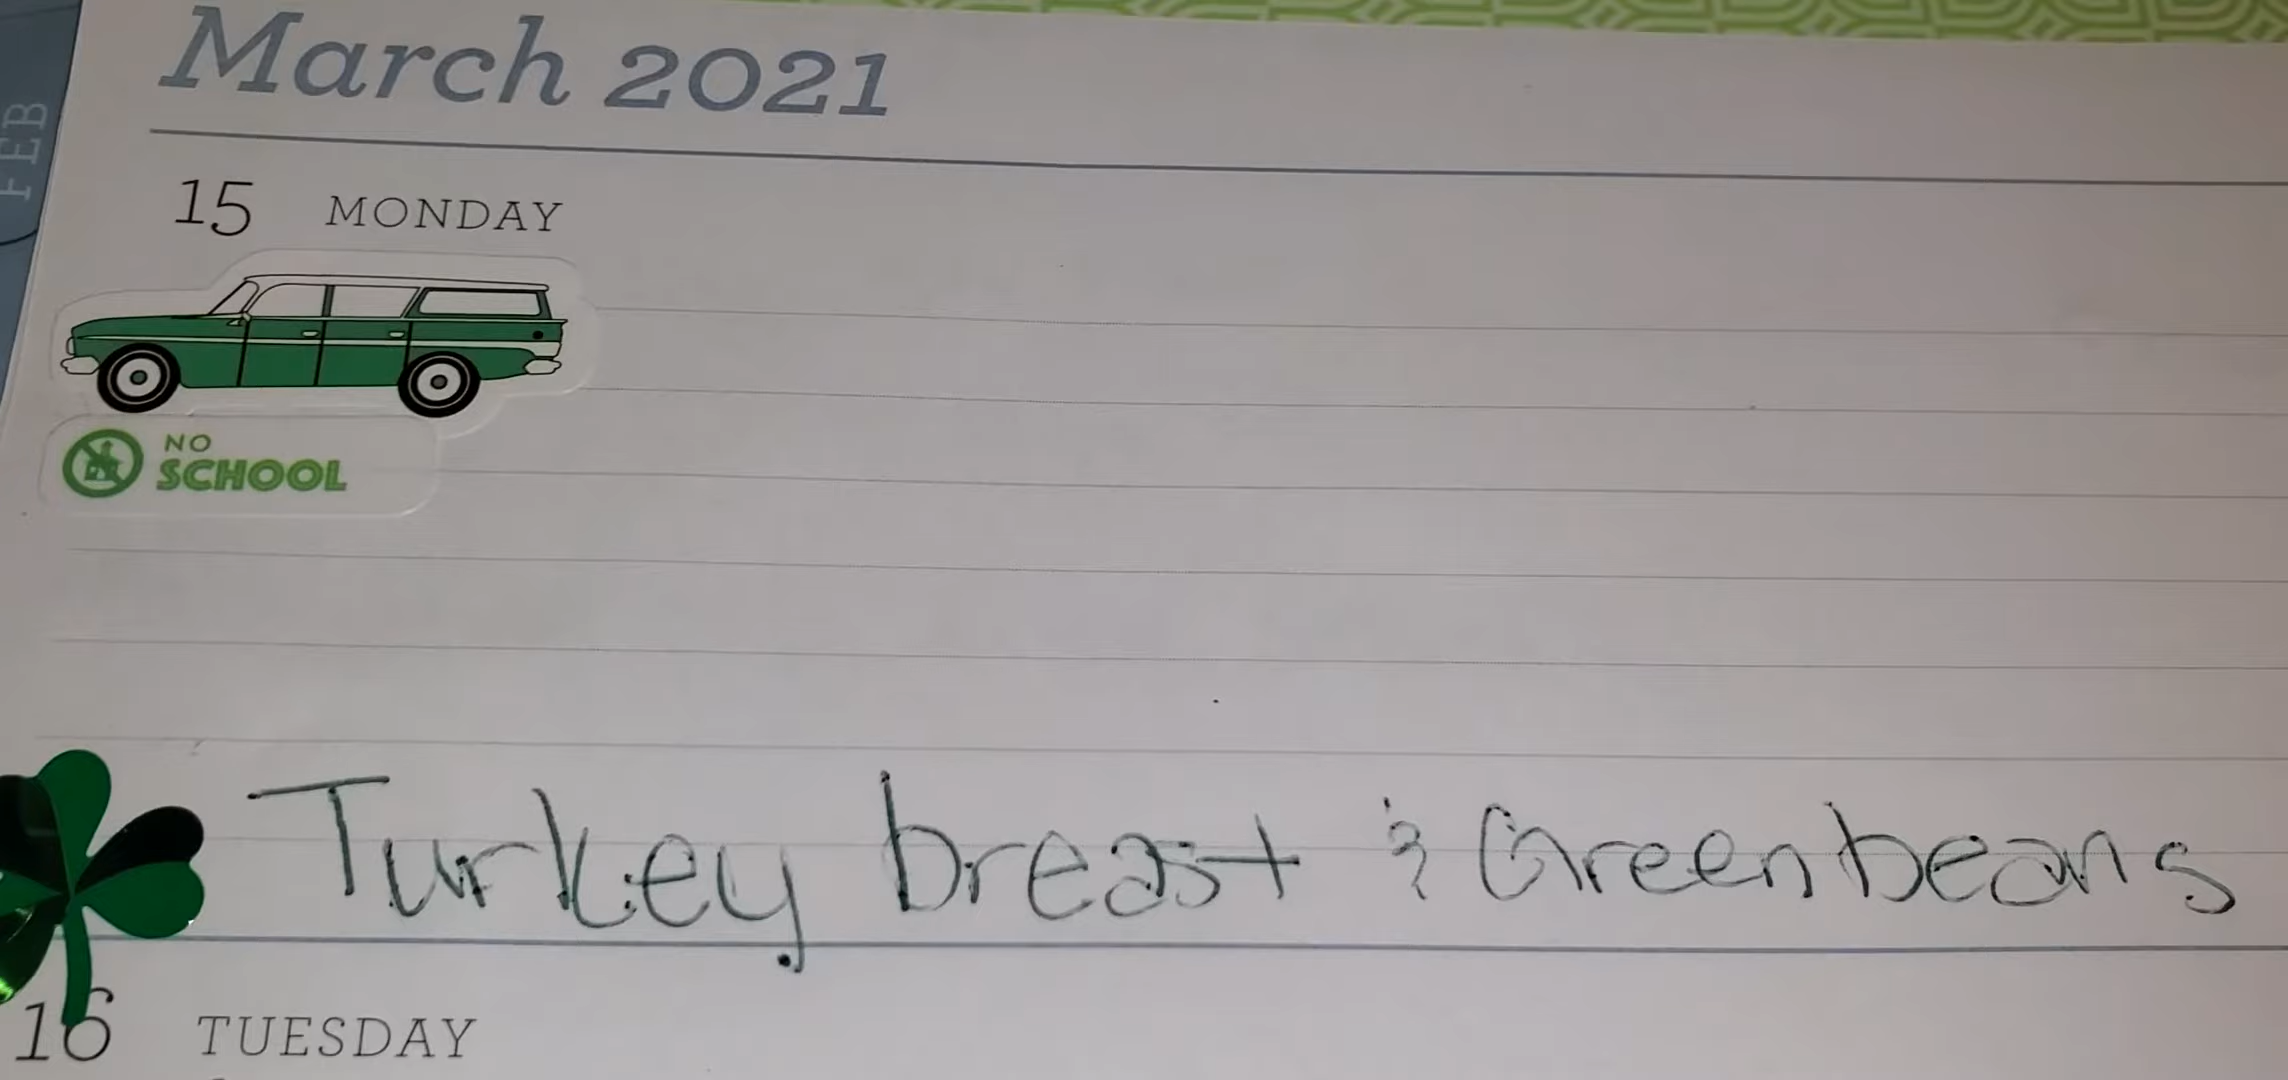 FEB
March 2021
15 MONDAY
NO
SCHOOL
Turkey breast & Greenbeans
16 TUESDAY